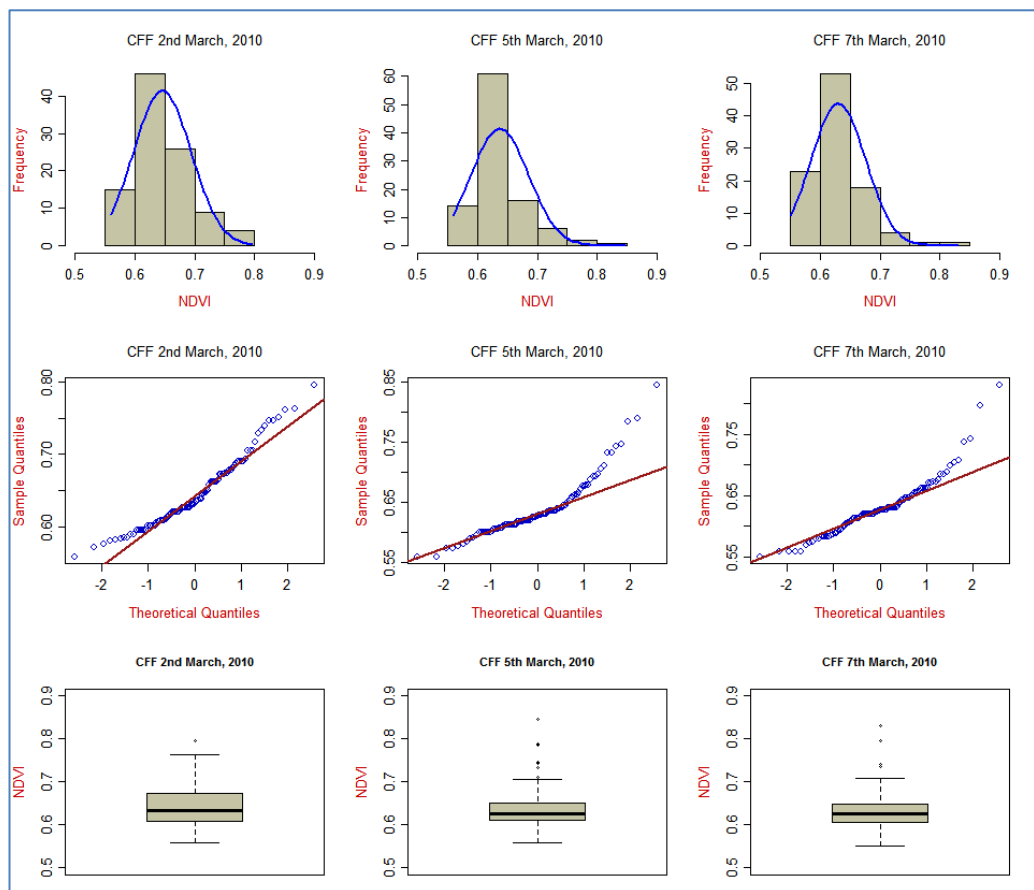 CFF 2nd March, 2010
CFF 5th March, 2010
CFF 7th March, 2010
Frequency
0 10 20 30 40
0.5 0.6 0.7 0.8 0.9
NDVI
Frequency
0 10 20 30 40 50 60
0.5 0.6 0.7 0.8 0.9
NDVI
Frequency
0 10 20 30 40 50
0.5 0.6 0.7 0.8 0.9
NDVI
CFF 2nd March, 2010
CFF 5th March, 2010
CFF 7th March, 2010
Sample Quantiles
0.60 0.70 0.80
-2 -1 0 1 2
Theoretical Quantiles
Sample Quantiles
0.55 0.65 0.75 0.85
-2 -1 0 1 2
Theoretical Quantiles
Sample Quantiles
0.55 0.65 0.75
-2 -1 0 1 2
Theoretical Quantiles
CFF 2nd March, 2010
CFF 5th March, 2010
CFF 7th March, 2010
NDVI
0.5 0.6 0.7 0.8 0.9
NDVI
0.5 0.6 0.7 0.8 0.9
NDVI
0.5 0.6 0.7 0.8 0.9